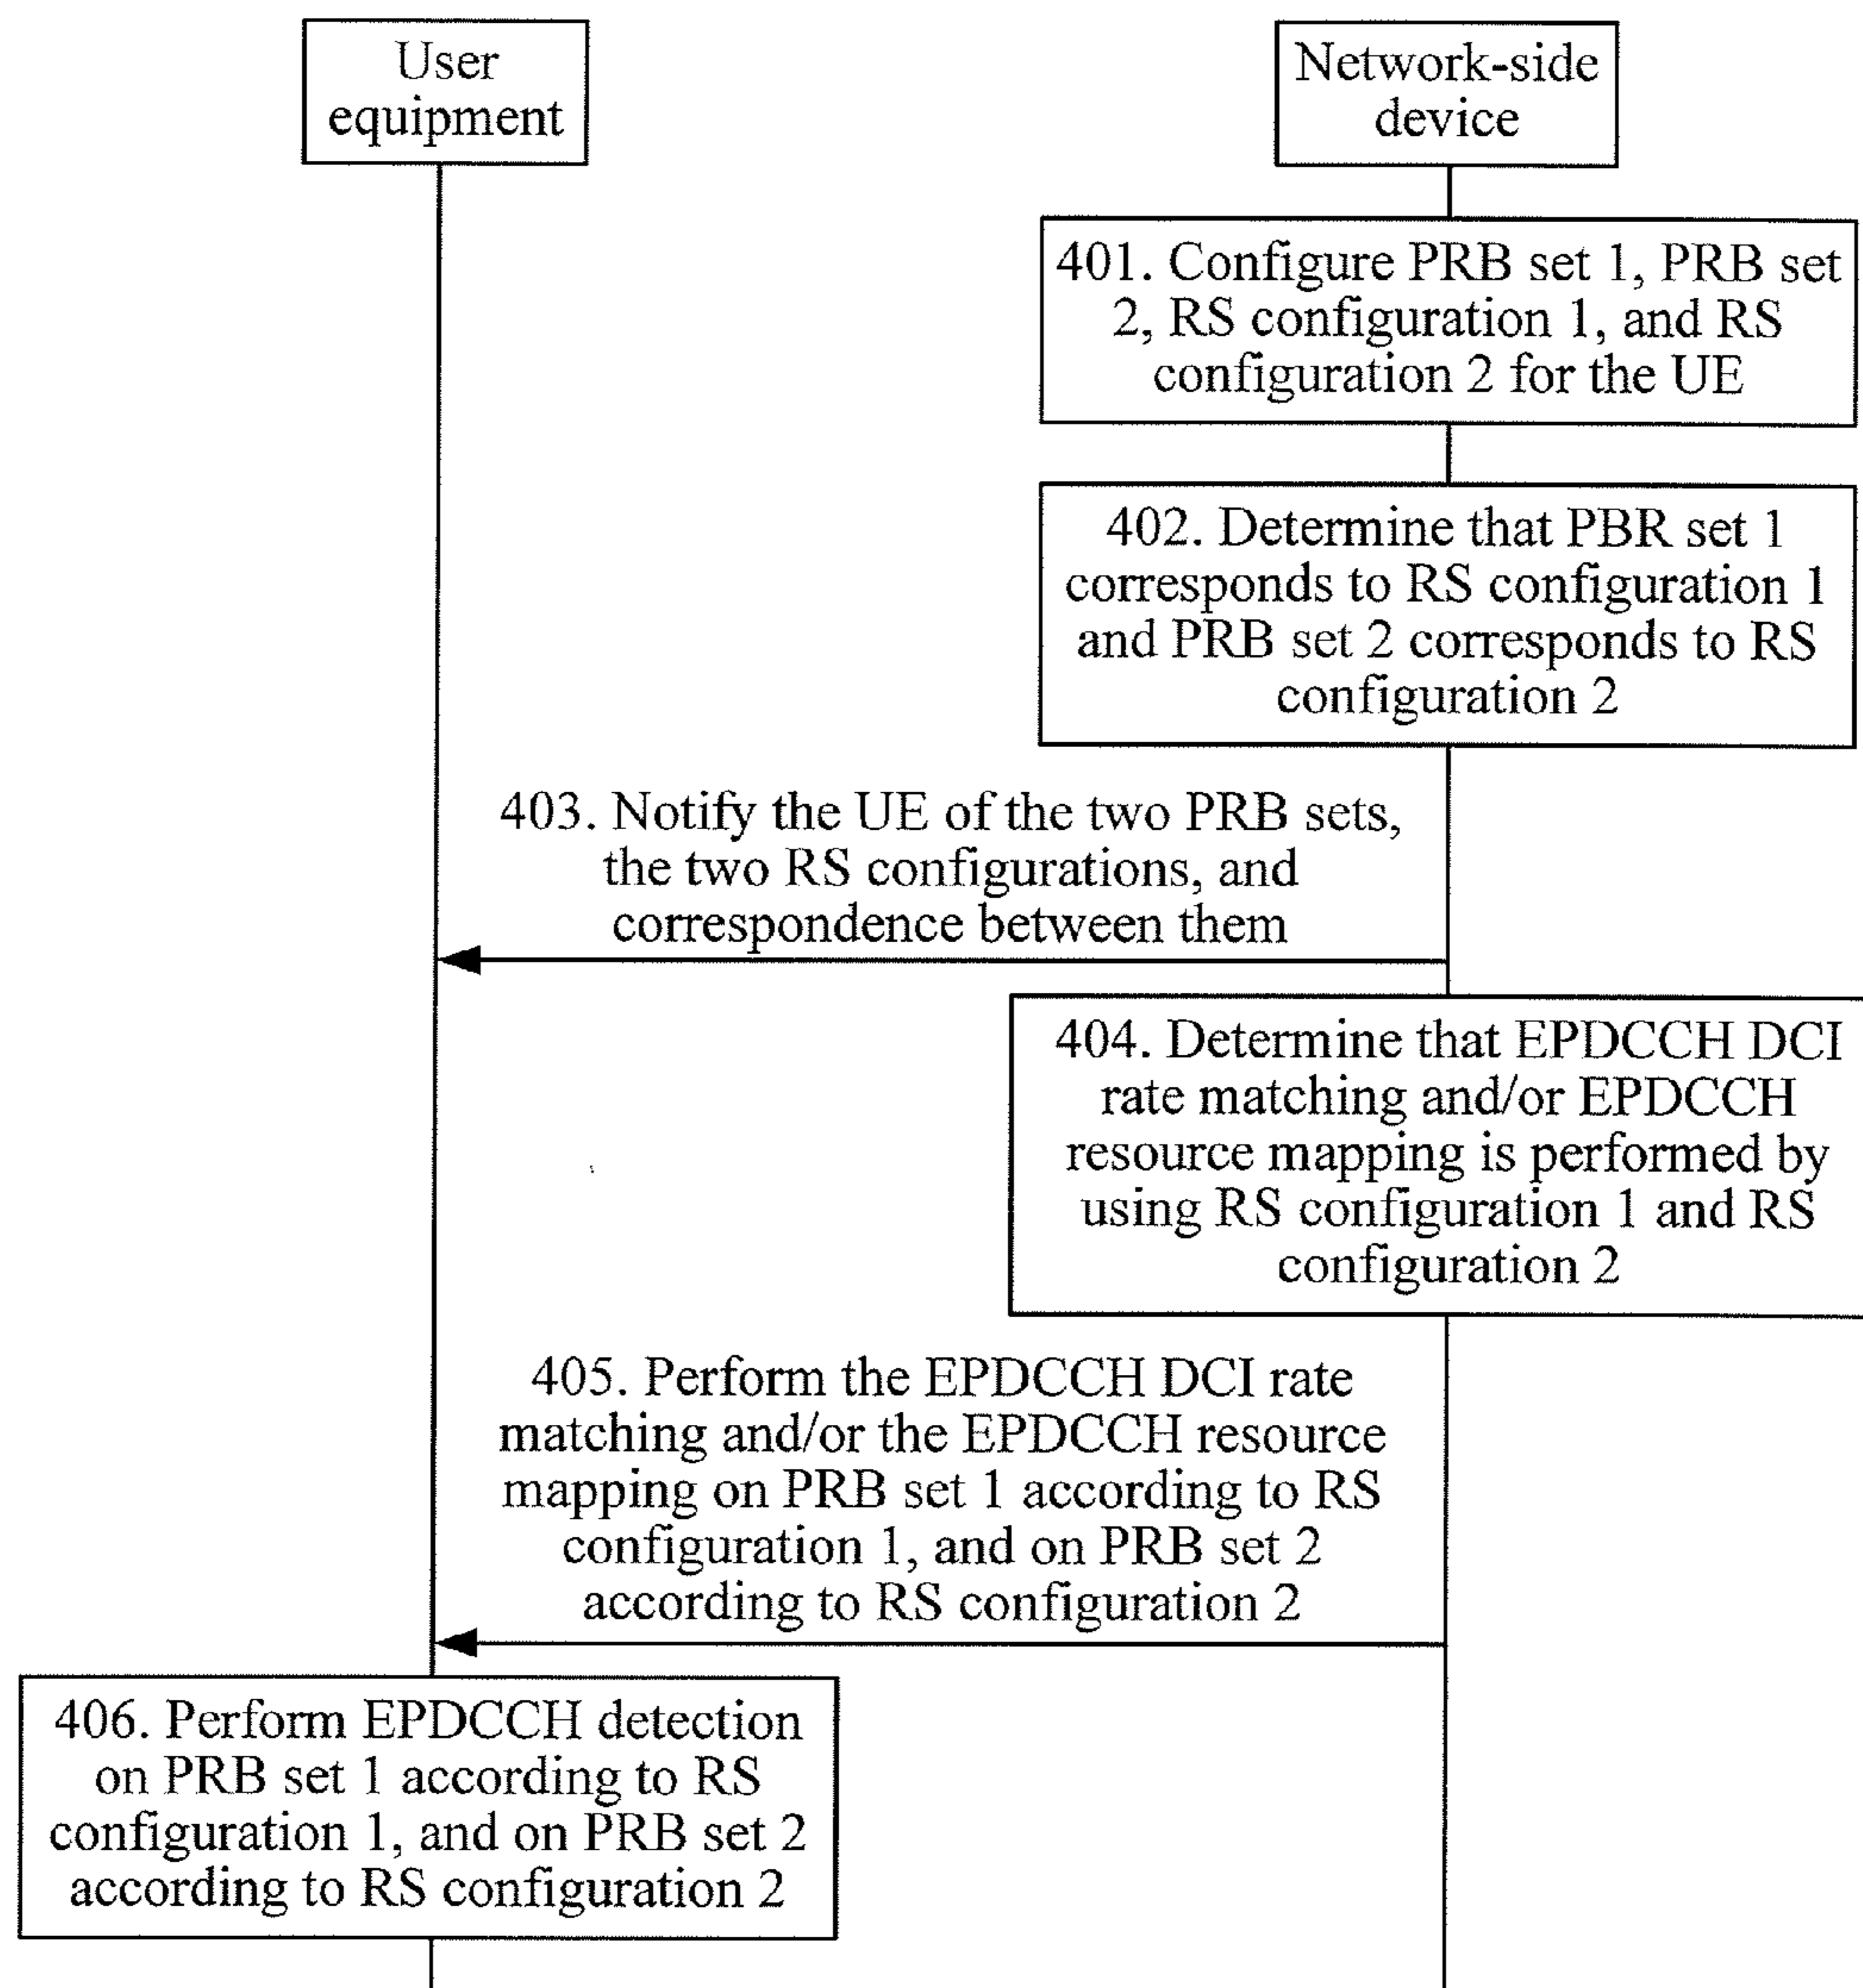 User
equipment
Network-side
device
401. Configure PRB set 1, PRB set
2, RS configuration 1, and RS
configuration 2 for the UE
402. Determine that PBR set 1
corresponds to RS configuration 1
and PRB set 2 corresponds to RS
configuration 2
403. Notify the UE of the two PRB sets,
the two RS configurations, and
correspondence between them
404. Determine that EPDCCH DCI
rate matching and/or EPDCCH
resource mapping is performed by
using RS configuration 1 and RS
configuration 2
405. Perform the EPDCCH DCI rate
matching and/or the EPDCCH resource
mapping on PRB set 1 according to RS
configuration 1, and on PRB set 2
according to RS configuration 2
406. Perform EPDCCH detection
on PRB set 1 according to RS
configuration 1, and on PRB set 2
according to RS configuration 2